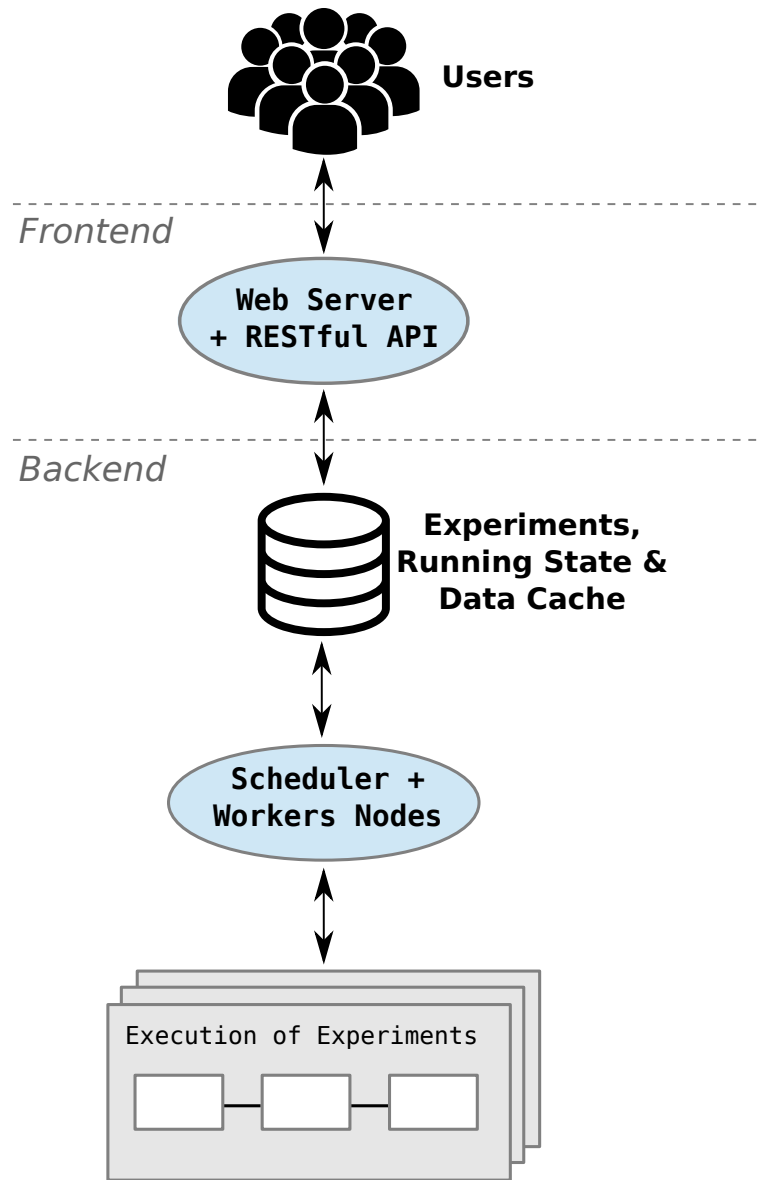 Users
Frontend
Web Server
+ RESTful API
Backend
Experiments,
Running State &
Data Cache
Scheduler +
Workers Nodes
Execution of Experiments